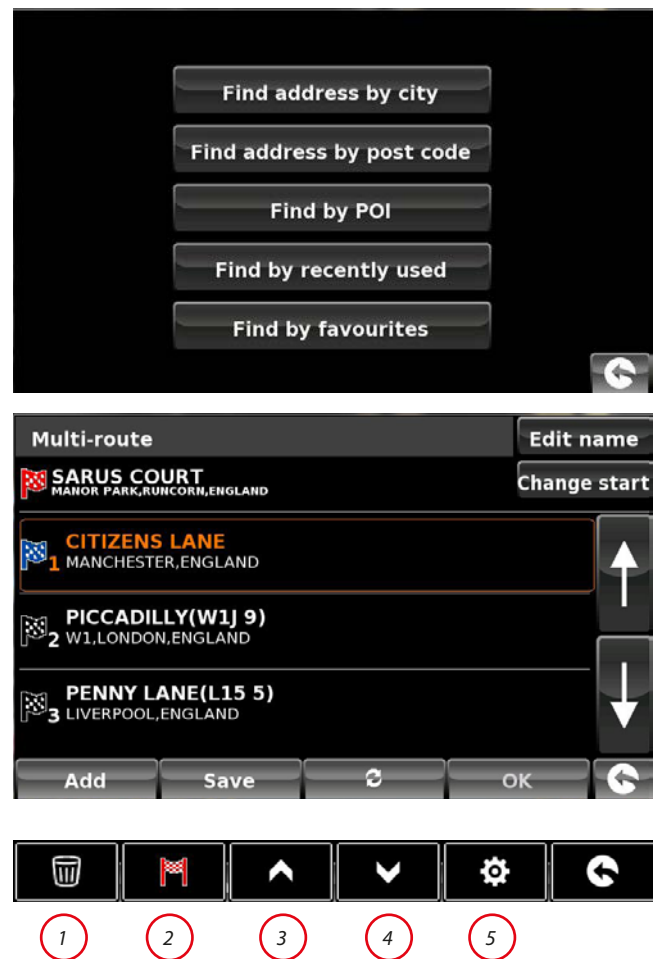 Find address by city
Find address by post code
Find by POI
Find by recently used
Find by favourites
Multi-route
Edit name
SARUS COURT
MANOR PARK,RUNCORN,ENGLAND
Change start
CITIZENS LANE
1 MANCHESTER,ENGLAND
PICCADILLY(W1J 9)
2 W1,LONDON,ENGLAND
PENNY LANE(L15 5)
3 LIVERPOOL,ENGLAND
Add Save OK
1 2 3 4 5